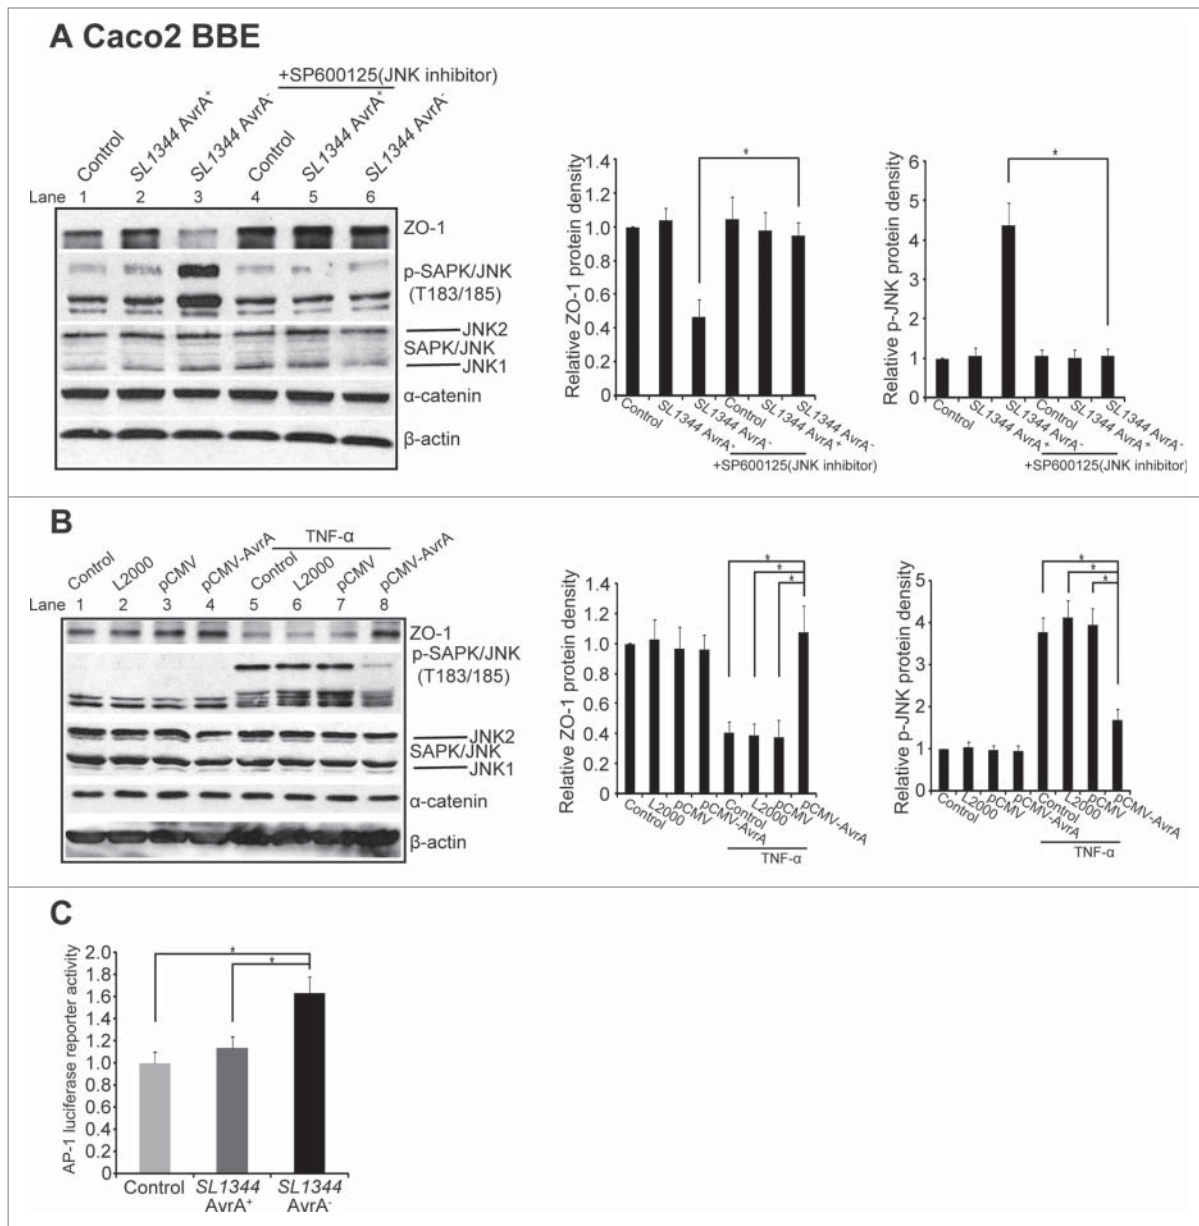 A Caco2 BBE
+SP600125(JNK inhibitor)
Control
SL1344 AvrA+
SL1344 AvrA-
Control
SL1344 AvrA+
SL1344 AvrA-
Lane 1 2 3 4 5 6
ZO-1
p-SAPK/JNK
(T183/185)
JNK2
SAPK/JNK
JNK1
α-catenin
β-actin
Relative ZO-1 protein density
1.4
1.2
1.0
0.8
0.6
0.4
0.2
0
*
Control
SL1344 AvrA+
SL1344 AvrA-
Control
SL1344 AvrA+
SL1344 AvrA-
+SP600125(JNK inhibitor)
Relative p-JNK protein density
6
5
4
3
2
1
0
*
Control
SL1344 AvrA+
SL1344 AvrA-
Control
SL1344 AvrA+
SL1344 AvrA-
+SP600125(JNK inhibitor)
B
TNF-α
Control
L2000
pCMV
pCMV-AvrA
Control
L2000
pCMV
pCMV-AvrA
Lane 1 2 3 4 5 6 7 8
ZO-1
p-SAPK/JNK
(T183/185)
JNK2
SAPK/JNK
JNK1
α-catenin
β-actin
Relative ZO-1 protein density
1.4
1.2
1.0
0.8
0.6
0.4
0.2
0
*
*
*
Control
L2000
pCMV
pCMV-AvrA
Control
L2000
pCMV
pCMV-AvrA
TNF-α
Relative p-JNK protein density
5
4
3
2
1
0
*
*
*
Control
L2000
pCMV
pCMV-AvrA
Control
L2000
pCMV
pCMV-AvrA
TNF-α
C
AP-1 luciferase reporter activity
2.0
1.8
1.6
1.4
1.2
1.0
0.8
0.6
0.4
0.2
0
*
*
Control
SL1344
AvrA+
SL1344
AvrA-